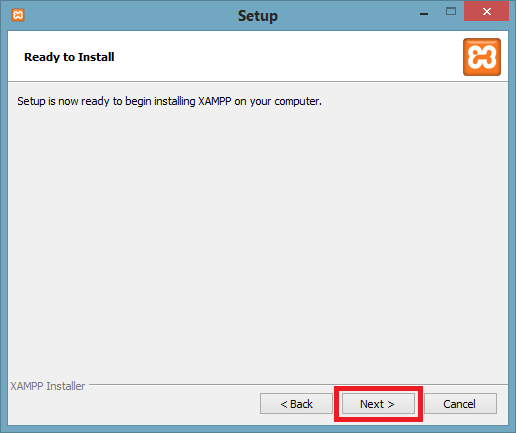 Setup
Ready to Install
Setup is now ready to begin installing XAMPP on your computer.
XAMPP Installer
< Back Next > Cancel